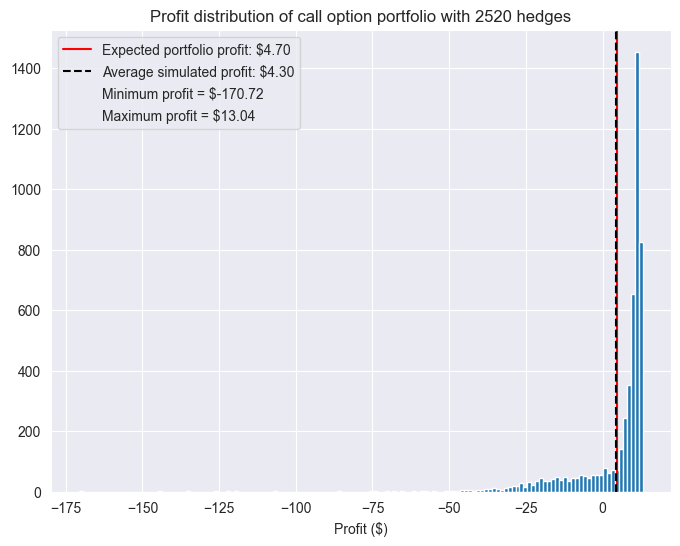 Profit distribution of call option portfolio with 2520 hedges
Expected portfolio profit: $4.70
Average simulated profit: $4.30
Minimum profit = $-170.72
Maximum profit = $13.04
1400
1200
1000
800
600
400
200
0
−175
−150
−125
−100
−75
−50
−25
0
Profit ($)